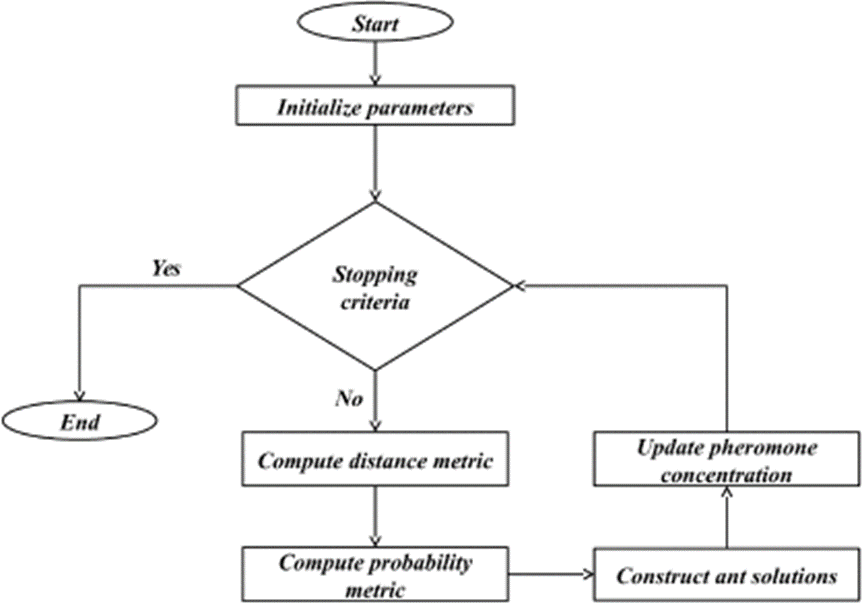 Start
Initialize parameters
Yes
Stopping
criteria
No
End
Compute distance metric
Update pheromone
concentration
Compute probability
metric
Construct ant solutions